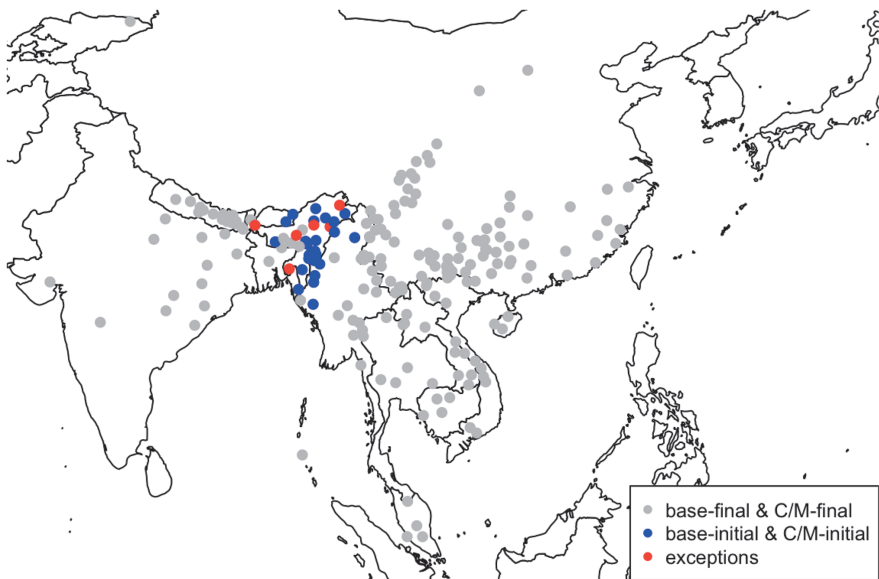 base-final & C/M-final
base-initial & C/M-initial
exceptions